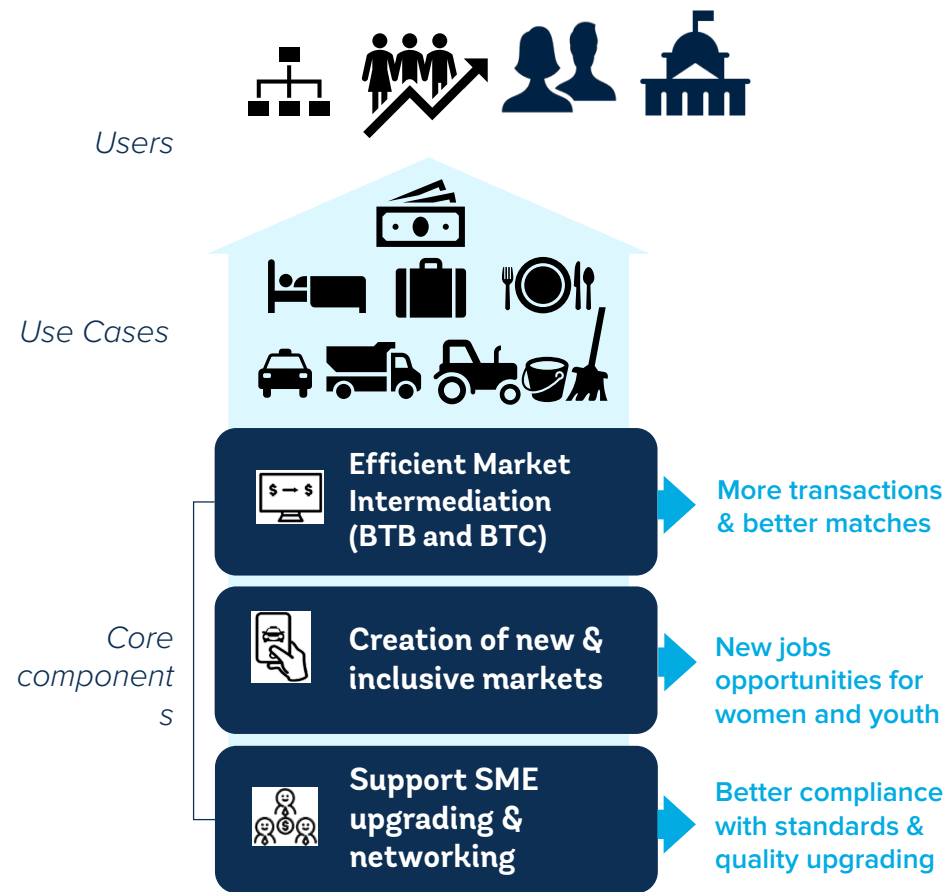 Users
Use Cases
$ → $
Efficient Market
Intermediation
(BTB and BTC)
More transactions
& better matches
Core
component
s
Creation of new &
inclusive markets
New jobs
opportunities for
women and youth
$
Support SME
upgrading &
networking
Better compliance
with standards &
quality upgrading